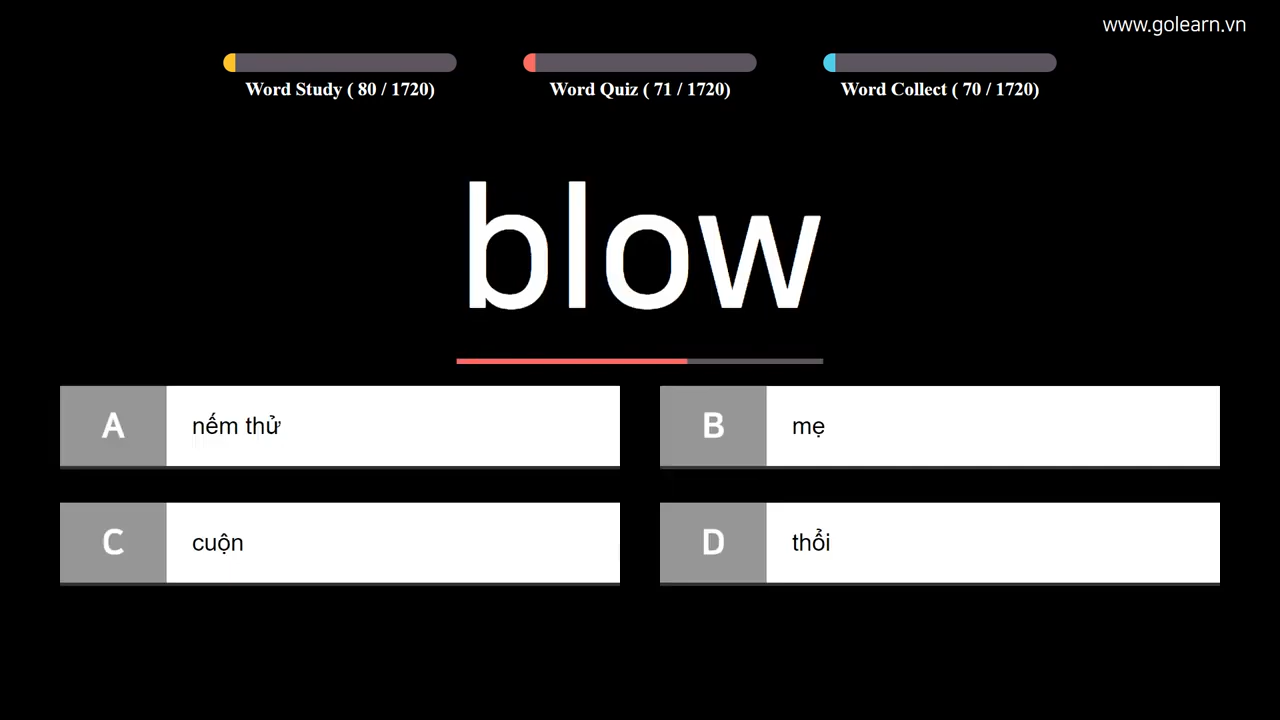 www.golearn.vn
Word Study ( 80 / 1720)
Word Quiz ( 71 / 1720)
Word Collect ( 70 / 1720)
blow
A nếm thử
B mẹ
C cuộn
D thổi